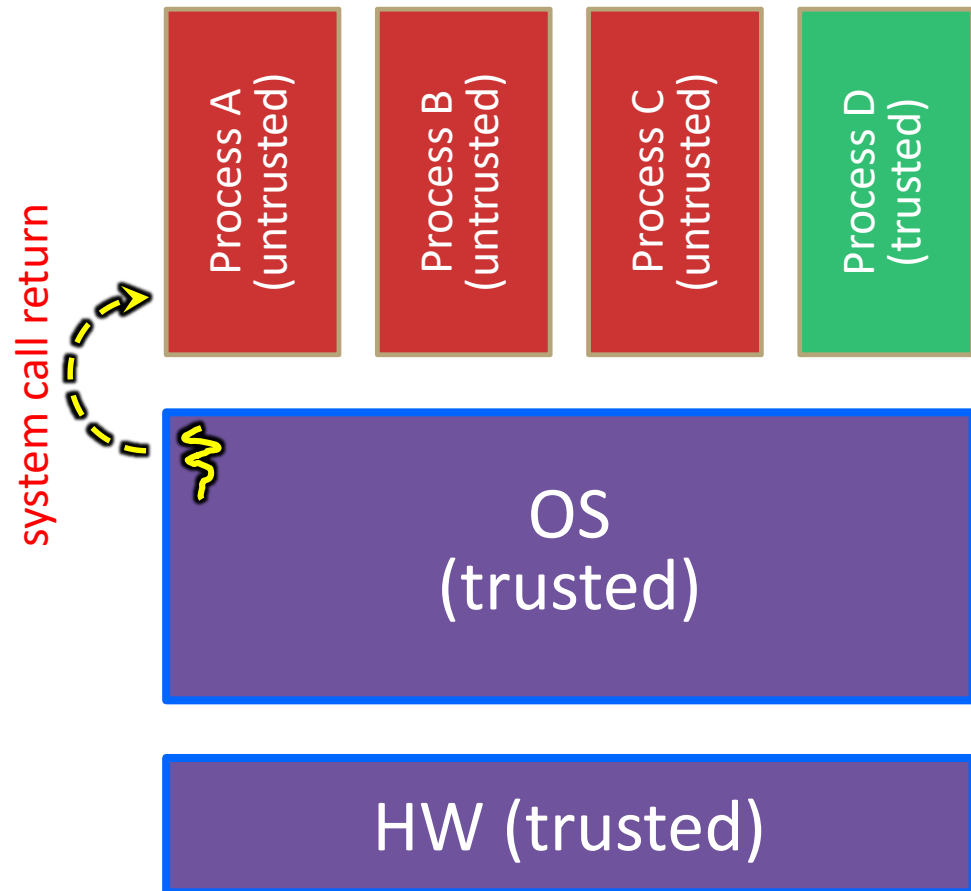 Process A
(untrusted)
Process B
(untrusted)
Process C
(untrusted)
Process D
(trusted)
system call return
OS
(trusted)
HW (trusted)